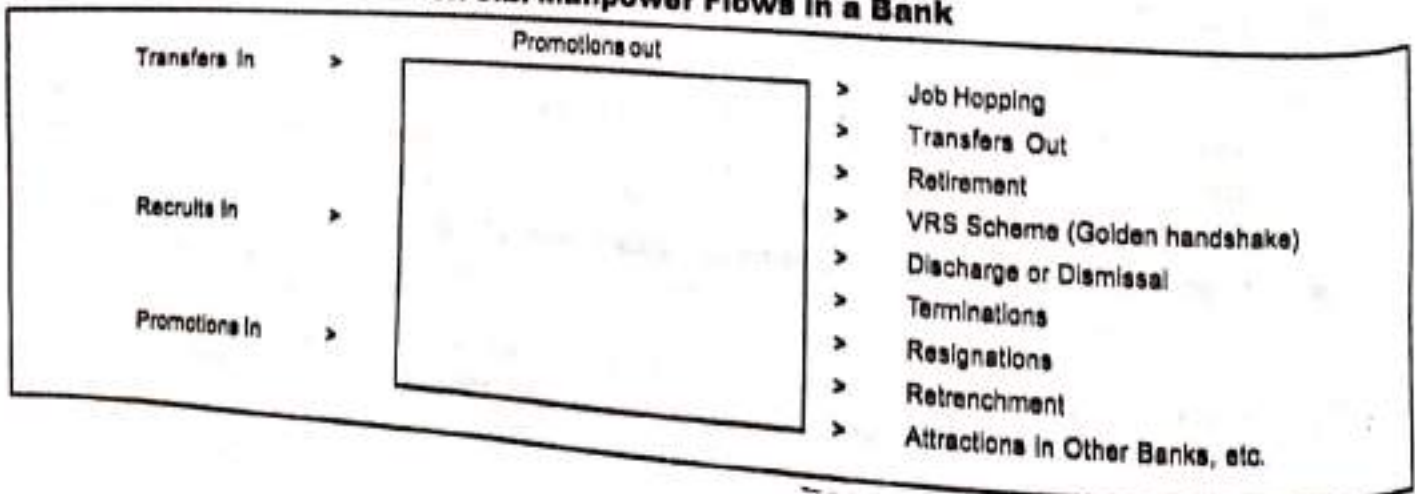 Manpower Flows in a Bank
Promotions out
Transfers In >
Recruits In >
Promotions In >
> Job Hopping
> Transfers Out
> Retirement
> VRS Scheme (Golden handshake)
> Discharge or Dismissal
> Terminations
> Resignations
> Retrenchment
> Attractions in Other Banks, etc.